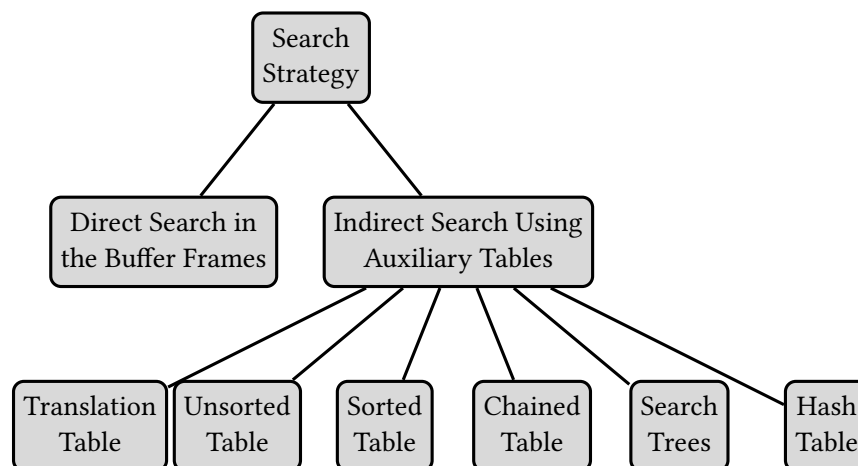 Search
Strategy
Direct Search in
the Buffer Frames
Indirect Search Using
Auxiliary Tables
Translation
Table
Unsorted
Table
Sorted
Table
Chained
Table
Search
Trees
Hash
Table